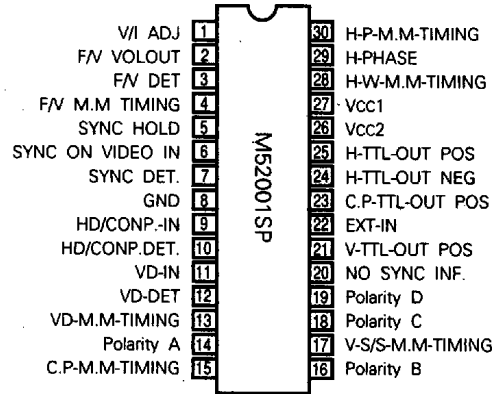 V/I ADJ 1
F/V VOLOUT 2
F/V DET 3
F/V M.M TIMING 4
SYNC HOLD 5
SYNC ON VIDEO IN 6
SYNC DET. 7
GND 8
HD/CONP.-IN 9
HD/CONP.DET. 10
VD-IN 11
VD-DET 12
VD-M.M-TIMING 13
Polarity A 14
C.P-M.M-TIMING 15
M52001SP
30 H-P-M.M-TIMING
29 H-PHASE
28 H-W-M.M-TIMING
27 Vcc1
26 Vcc2
25 H-TTL-OUT POS
24 H-TTL-OUT NEG
23 C.P-TTL-OUT POS
22 EXT-IN
21 V-TTL-OUT POS
20 NO SYNC INF.
19 Polarity D
18 Polarity C
17 V-S/S-M.M-TIMING
16 Polarity B